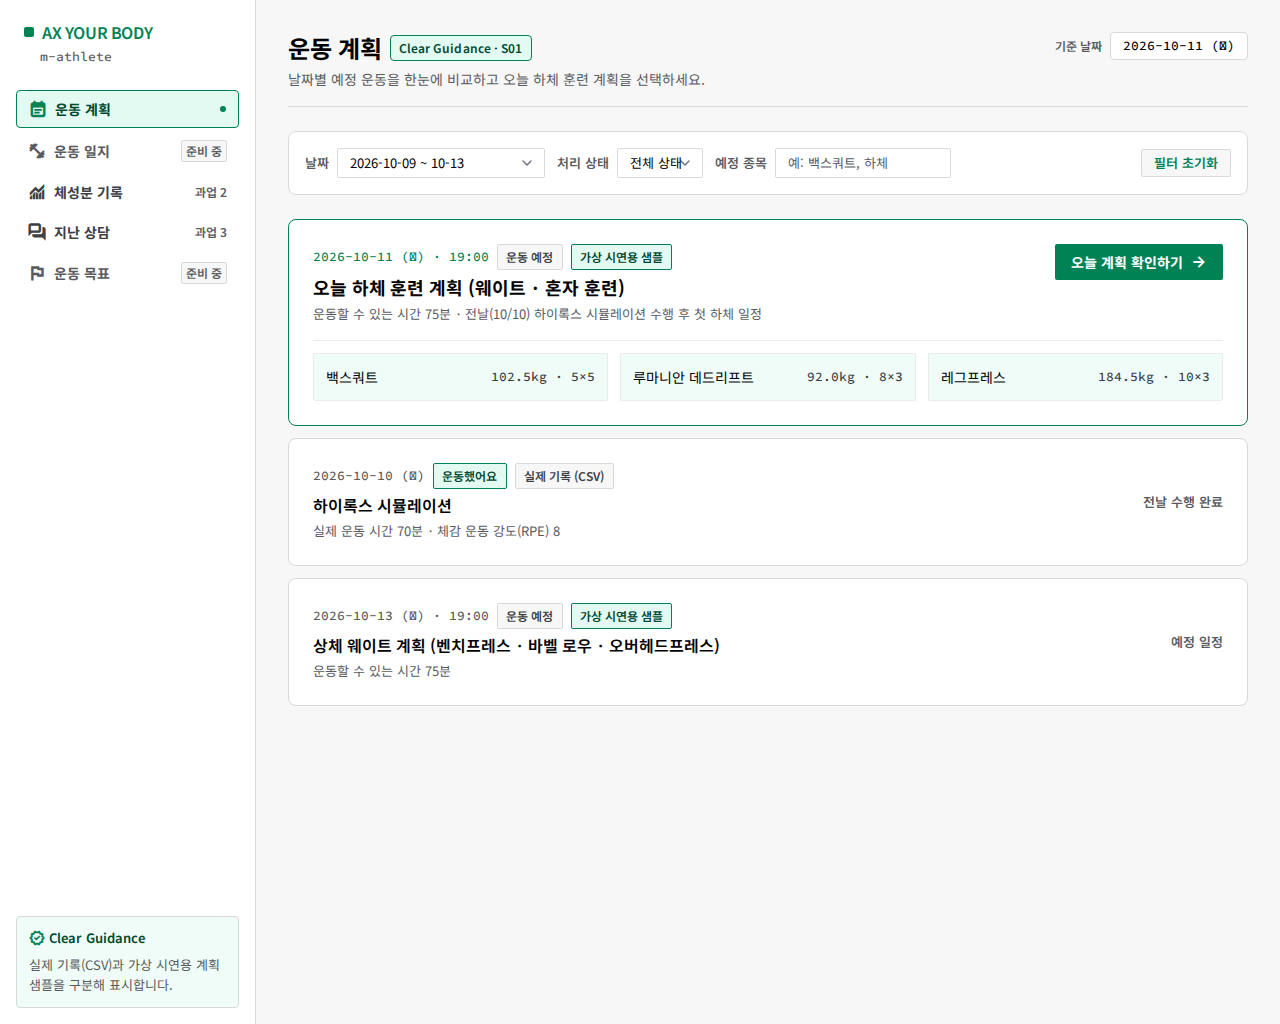 AX YOUR BODY
m-athlete
운동 계획
운동 일지 준비 중
체성분 기록 과업 2
지난 상담 과업 3
운동 목표 준비 중
Clear Guidance
실제 기록(CSV)과 가상 시연용 계획
샘플을 구분해 표시합니다.
운동 계획 Clear Guidance · S01
기준 날짜 2026-10-11 ( )
날짜별 예정 운동을 한눈에 비교하고 오늘 하체 훈련 계획을 선택하세요.
날짜 2026-10-09 ~ 10-13 처리 상태 전체 상태 예정 종목 예: 백스쿼트, 하체 필터 초기화
2026-10-11 ( ) · 19:00 운동 예정 가상 시연용 샘플
오늘 계획 확인하기 →
오늘 하체 훈련 계획 (웨이트 · 혼자 훈련)
운동할 수 있는 시간 75분 · 전날(10/10) 하이록스 시뮬레이션 수행 후 첫 하체 일정
백스쿼트 102.5kg · 5×5
루마니안 데드리프트 92.0kg · 8×3
레그프레스 184.5kg · 10×3
2026-10-10 ( ) 운동했어요 실제 기록 (CSV)
하이록스 시뮬레이션
실제 운동 시간 70분 · 체감 운동 강도(RPE) 8
전날 수행 완료
2026-10-13 ( ) · 19:00 운동 예정 가상 시연용 샘플
상체 웨이트 계획 (벤치프레스 · 바벨 로우 · 오버헤드프레스)
운동할 수 있는 시간 75분
예정 일정